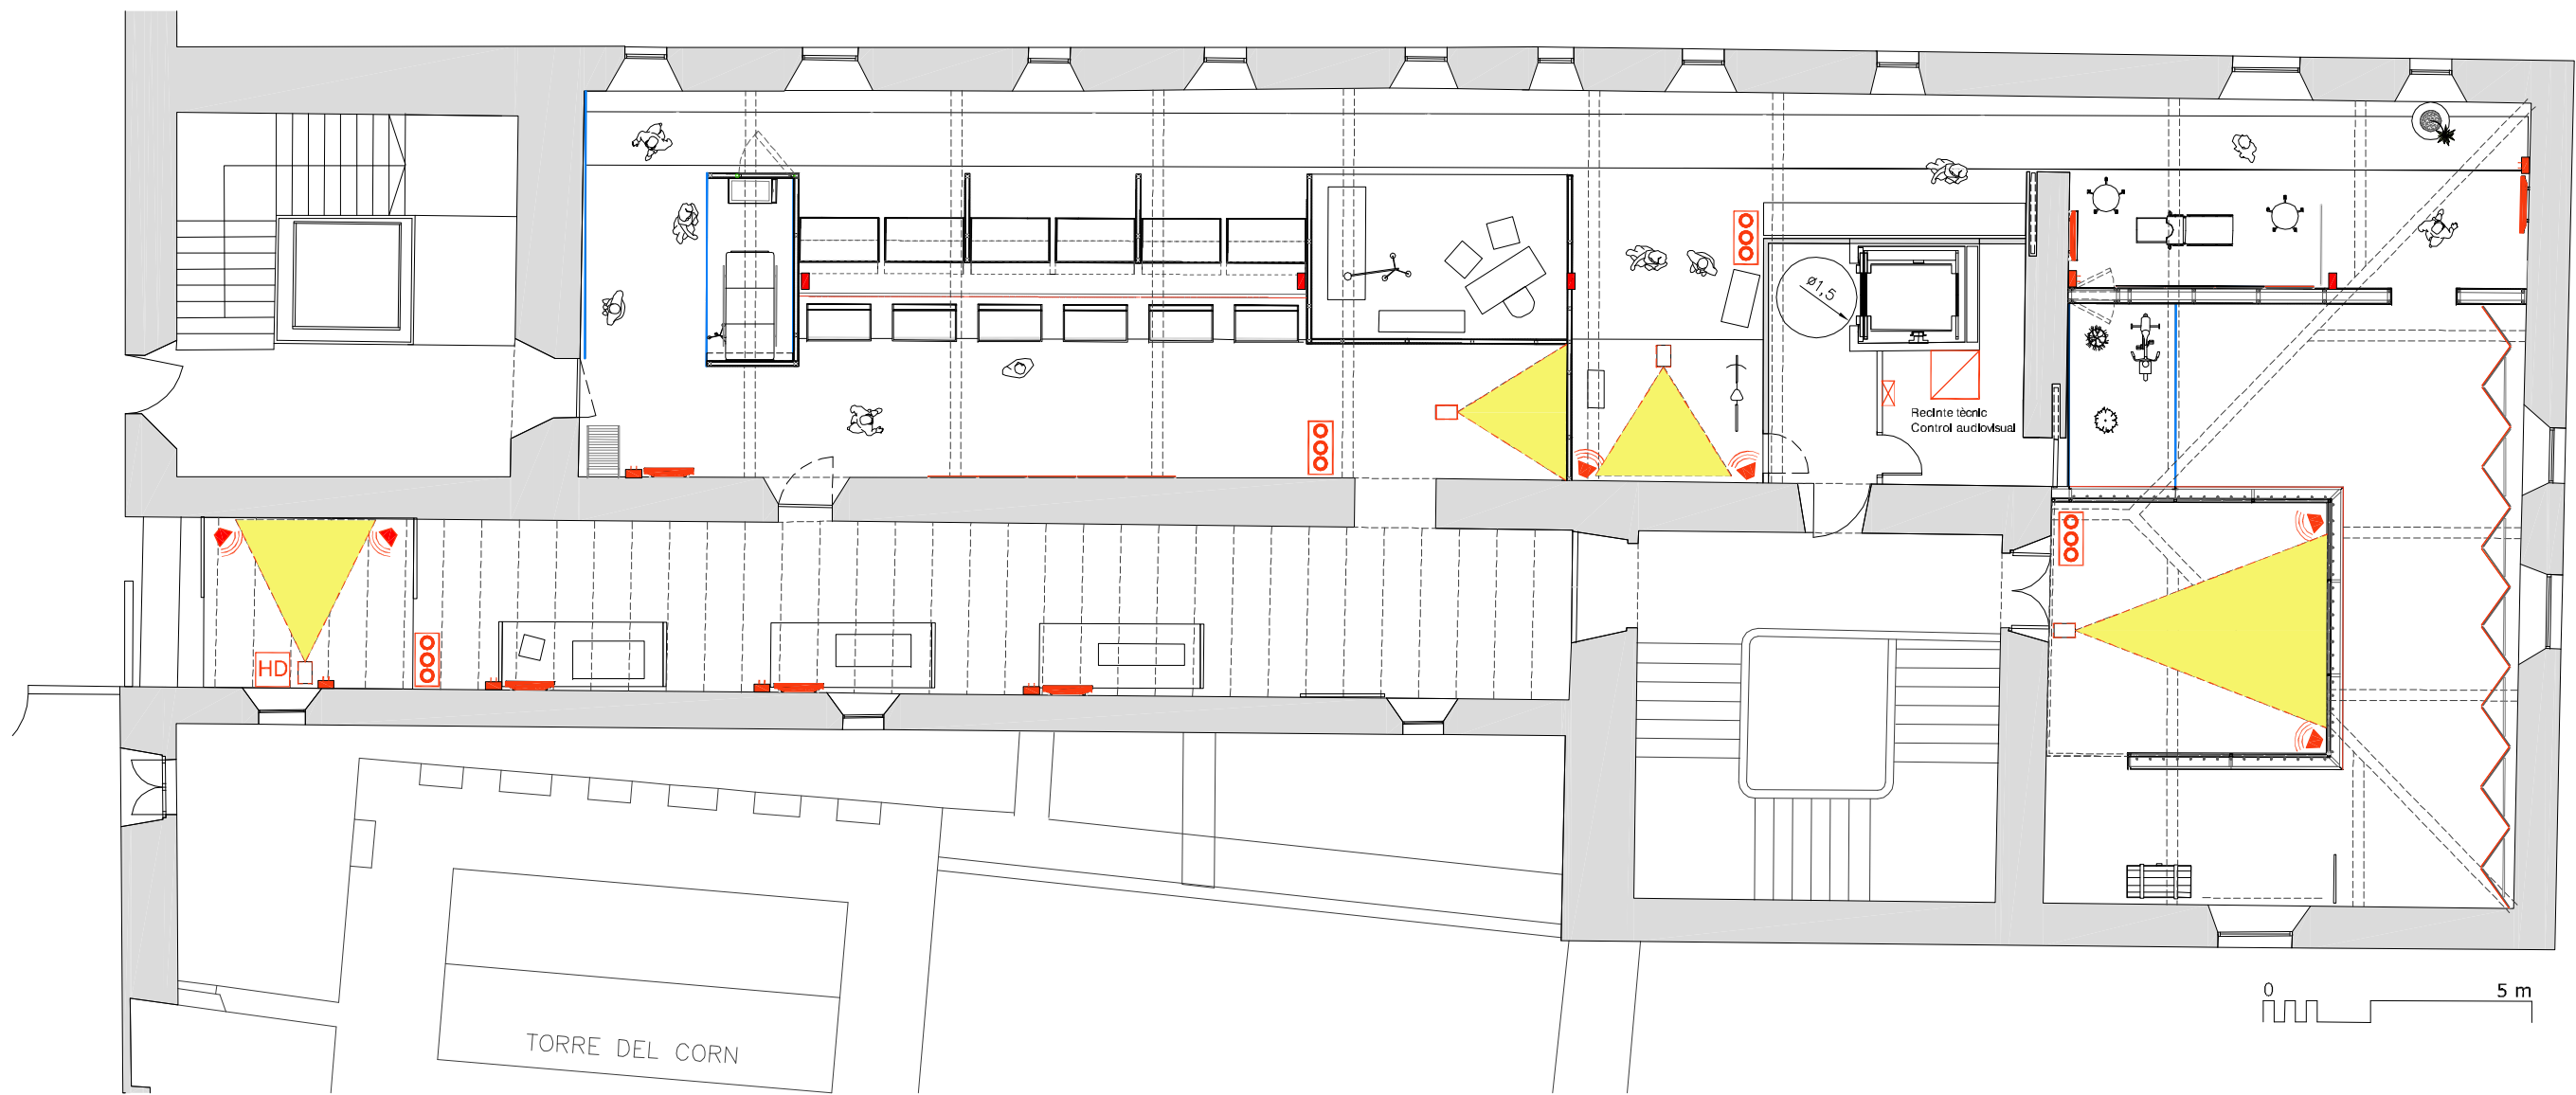 ø1,5
Recinte tècnic
Control audiovisual
HD
0
5 m
TORRE DEL CORN